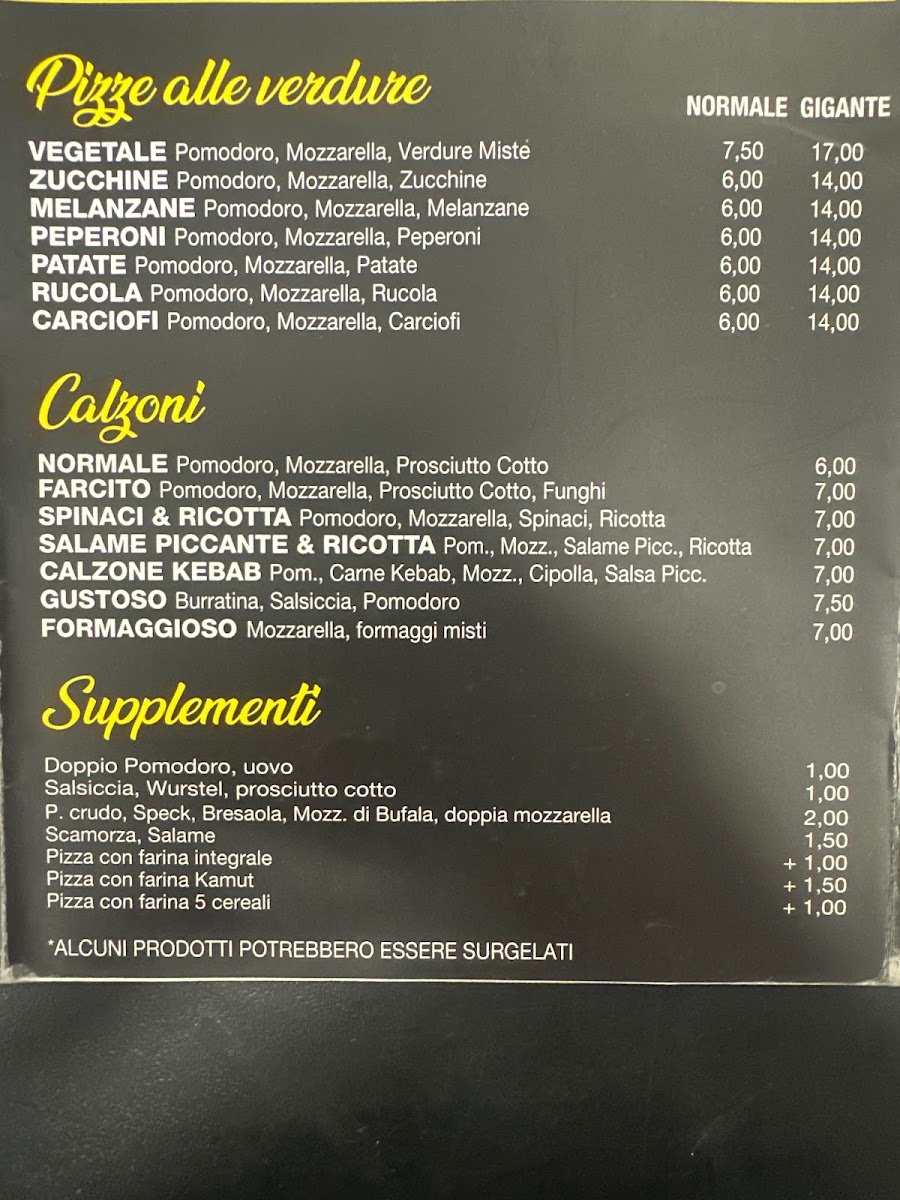 Pizze alle verdure
NORMALE GIGANTE
VEGETALE Pomodoro, Mozzarella, Verdure Miste 7,50 17,00
ZUCCHINE Pomodoro, Mozzarella, Zucchine 6,00 14,00
MELANZANE Pomodoro, Mozzarella, Melanzane 6,00 14,00
PEPERONI Pomodoro, Mozzarella, Peperoni 6,00 14,00
PATATE Pomodoro, Mozzarella, Patate 6,00 14,00
RUCOLA Pomodoro, Mozzarella, Rucola 6,00 14,00
CARCIOFI Pomodoro, Mozzarella, Carciofi 6,00 14,00
Calzoni
NORMALE Pomodoro, Mozzarella, Prosciutto Cotto 6,00
FARCITO Pomodoro, Mozzarella, Prosciutto Cotto, Funghi 7,00
SPINACI & RICOTTA Pomodoro, Mozzarella, Spinaci, Ricotta 7,00
SALAME PICCANTE & RICOTTA Pom., Mozz., Salame Picc., Ricotta 7,00
CALZONE KEBAB Pom., Carne Kebab, Mozz., Cipolla, Salsa Picc. 7,00
GUSTOSO Burratina, Salsiccia, Pomodoro 7,50
FORMAGGIOSO Mozzarella, formaggi misti 7,00
Supplementi
Doppio Pomodoro, uovo 1,00
Salsiccia, Wurstel, prosciutto cotto 1,00
P. crudo, Speck, Bresaola, Mozz. di Bufala, doppia mozzarella 2,00
Scamorza, Salame 1,50
Pizza con farina integrale + 1,00
Pizza con farina Kamut + 1,50
Pizza con farina 5 cereali + 1,00
*ALCUNI PRODOTTI POTREBBERO ESSERE SURGELATI